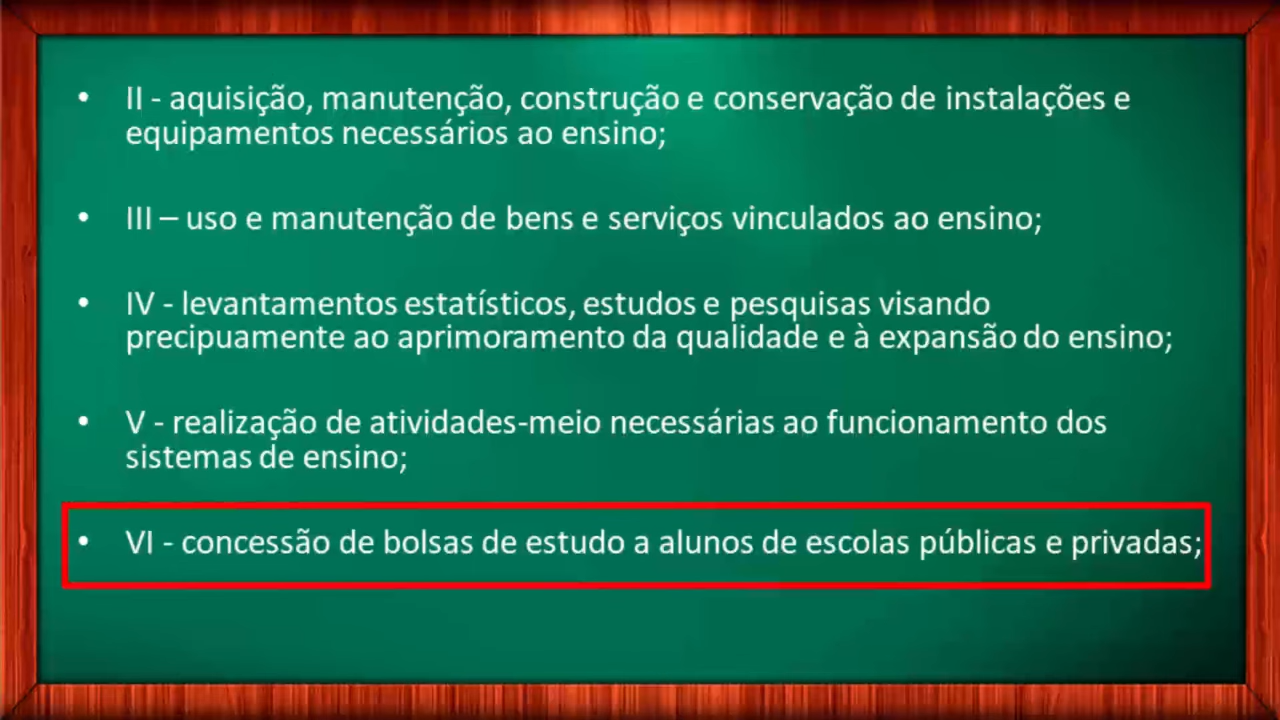 • II - aquisição, manutenção, construção e conservação de instalações e
equipamentos necessários ao ensino;
• III – uso e manutenção de bens e serviços vinculados ao ensino;
• IV - levantamentos estatísticos, estudos e pesquisas visando
precipuamente ao aprimoramento da qualidade e à expansão do ensino;
• V - realização de atividades-meio necessárias ao funcionamento dos
sistemas de ensino;
• VI - concessão de bolsas de estudo a alunos de escolas públicas e privadas;